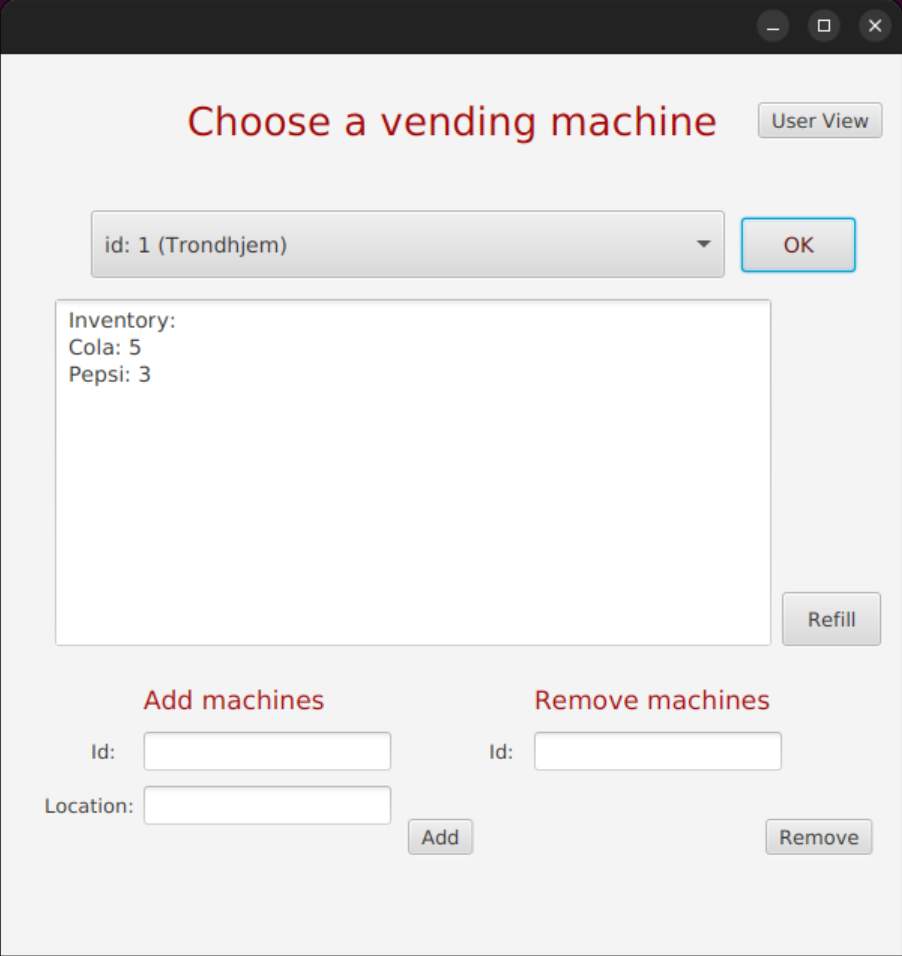 Choose a vending machine
User View
id: 1 (Trondhjem)
OK
Inventory:
Cola: 5
Pepsi: 3
Refill
Add machines
Remove machines
Id:
Id:
Location:
Add
Remove